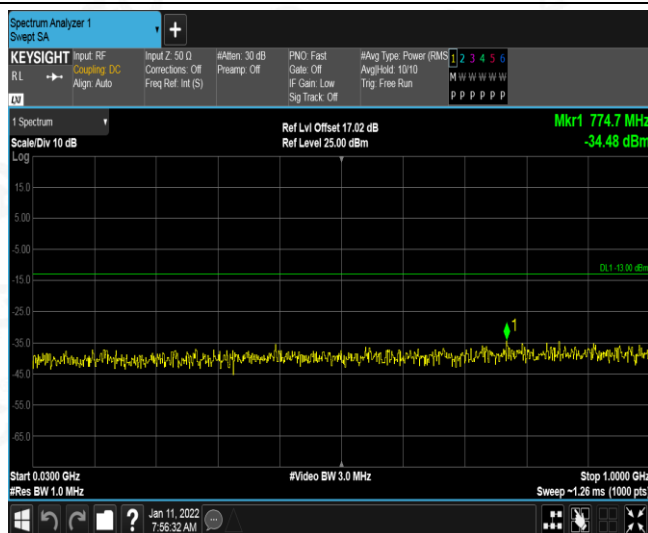 Spectrum Analyzer 1
Swept SA
+
KEYSIGHT
RL
LXI
Input: RF
Coupling: DC
Align: Auto
Input Z: 50 Ω
Corrections: Off
Freq Ref: Int (S)
#Atten: 30 dB
Preamp: Off
PNO: Fast
Gate: Off
IF Gain: Low
Sig Track: Off
#Avg Type: Power (RMS
Avg|Hold: 10/10
Trig: Free Run
1 2 3 4 5 6
M W W W W W
P P P P P P
1 Spectrum
Scale/Div 10 dB
Ref Lvl Offset 17.02 dB
Ref Level 25.00 dBm
Mkr1 774.7 MHz
-34.48 dBm
Log
15.0
5.00
-5.00
DL1 -13.00 dBm
-15.0
-25.0
1
-35.0
-45.0
-55.0
-65.0
Start 0.0300 GHz
#Video BW 3.0 MHz
Stop 1.0000 GHz
#Res BW 1.0 MHz
Sweep ~1.26 ms (1000 pts)
?
Jan 11, 2022
7:56:32 AM